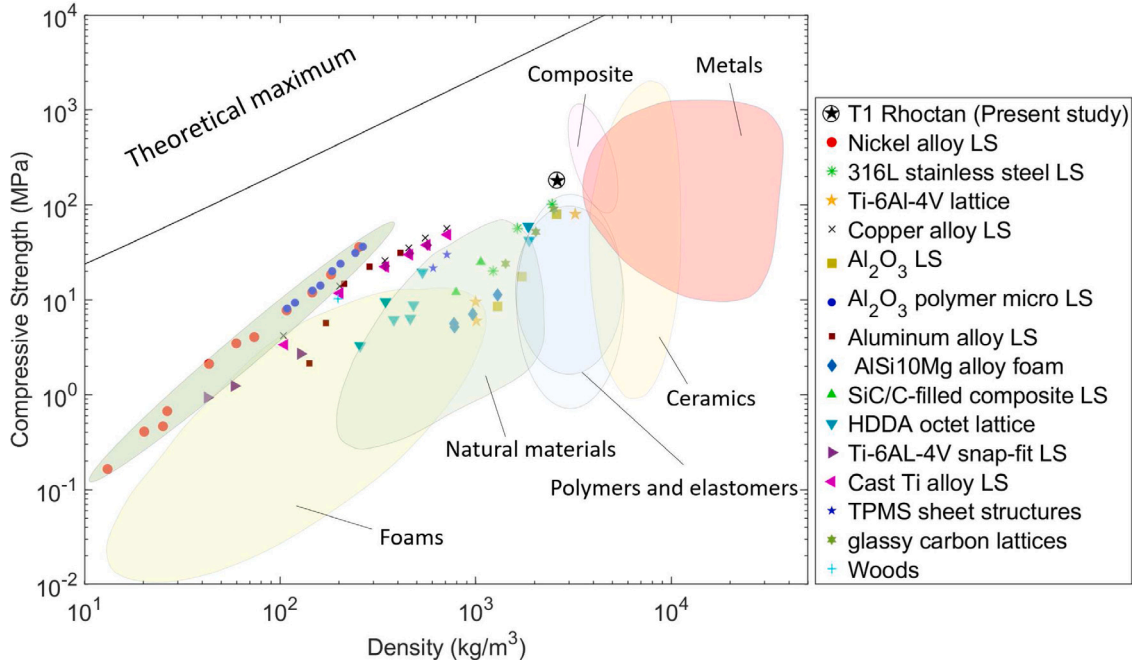 10^4
10^3
10^2
10^1
10^0
10^-1
10^-2
Compressive Strength (MPa)
Theoretical maximum
Composite
Metals
Ceramics
Natural materials
Polymers and elastomers
Foams
10^1
10^2
10^3
10^4
Density (kg/m^3)
T1 Rhoctan (Present study)
Nickel alloy LS
316L stainless steel LS
Ti-6Al-4V lattice
Copper alloy LS
Al_2O_3 LS
Al_2O_3 polymer micro LS
Aluminum alloy LS
AlSi10Mg alloy foam
SiC/C-filled composite LS
HDDA octet lattice
Ti-6AL-4V snap-fit LS
Cast Ti alloy LS
TPMS sheet structures
glassy carbon lattices
Woods